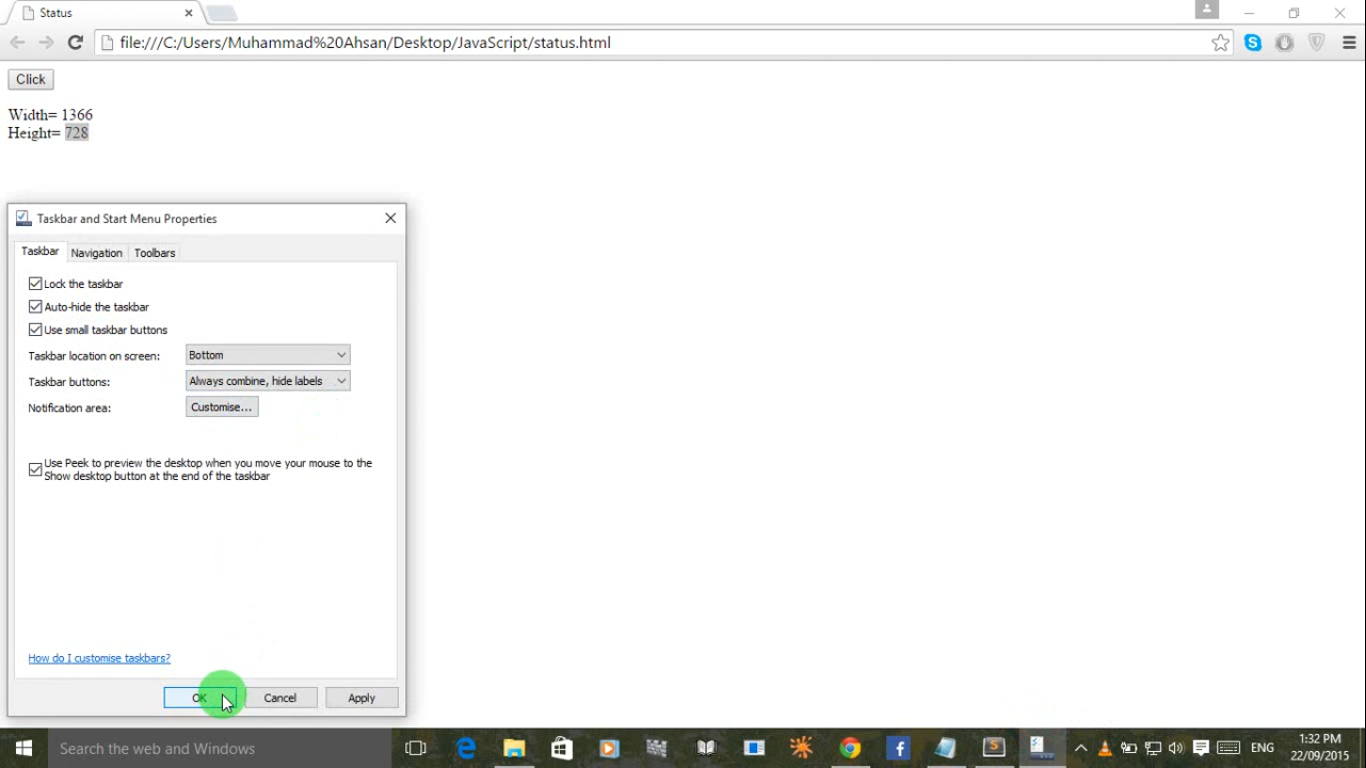 Status
file:///C:/Users/Muhammad%20Ahsan/Desktop/JavaScript/status.html
Click
Width= 1366
Height= 728
Taskbar and Start Menu Properties
Taskbar Navigation Toolbars
Lock the taskbar
Auto-hide the taskbar
Use small taskbar buttons
Taskbar location on screen: Bottom
Taskbar buttons: Always combine, hide labels
Notification area: Customise...
Use Peek to preview the desktop when you move your mouse to the
Show desktop button at the end of the taskbar
How do I customise taskbars?
OK Cancel Apply
Search the web and Windows
ENG
1:32 PM
22/09/2015